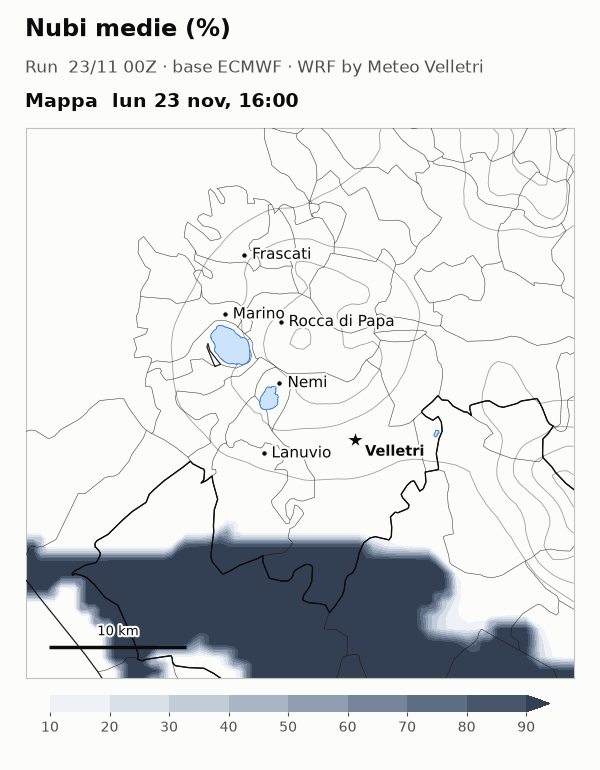 Nubi medie (%)
Run  23/11 00Z · base ECMWF · WRF by Meteo Velletri
Mappa  lun 23 nov, 16:00
Frascati
Marino
Rocca di Papa
Nemi
Velletri
Lanuvio
10 km
10 20 30 40 50 60 70 80 90